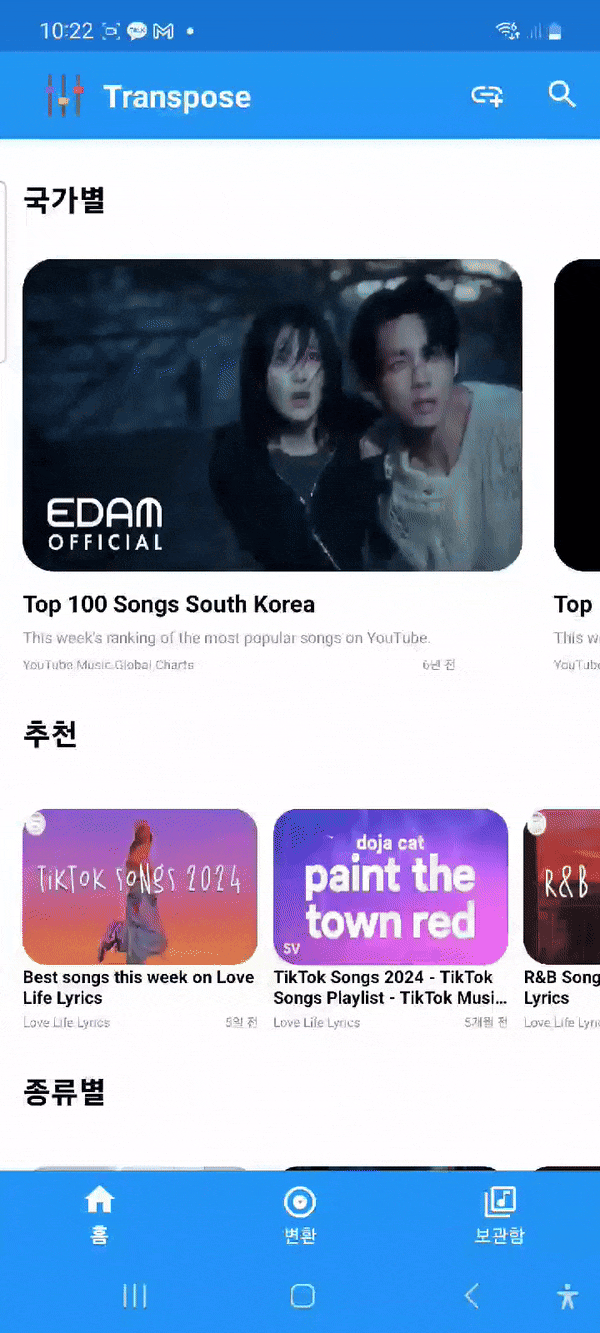 10:22
TALK
Transpose
국가별
EDAM
OFFICIAL
Top 100 Songs South Korea
Top
This week's ranking of the most popular songs on YouTube.
This w
YouTube Music Global Charts
6년 전
YouTub
추천
TikTok SONGS 2024
doja cat
paint the
town red
SV
R&B
Best songs this week on Love
Life Lyrics
TikTok Songs 2024 - TikTok
Songs Playlist - TikTok Musi...
R&B Song
Lyrics
Love Life Lyrics
5일 전
Love Life Lyrics
5개월 전
Love Life Lyri
종류별
홈
변환
보관함